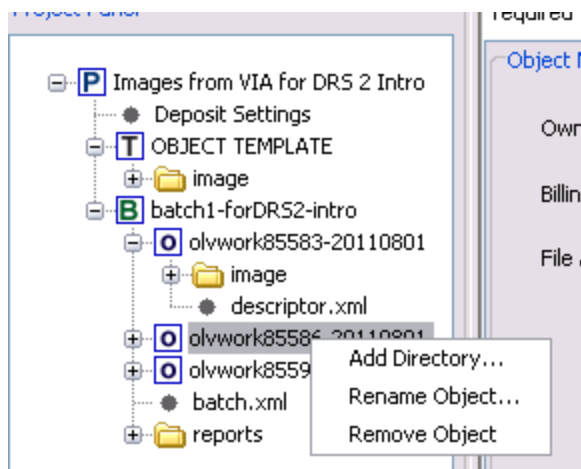 Project Panel
required
Images from VIA for DRS 2 Intro
Object
Deposit Settings
T OBJECT TEMPLATE
image
B batch1-forDRS2-intro
O olvwork85583-20110801
image
descriptor.xml
O olvwork85586-20110801
O olvwork8559
batch.xml
reports
Own
Billin
File
Add Directory...
Rename Object...
Remove Object